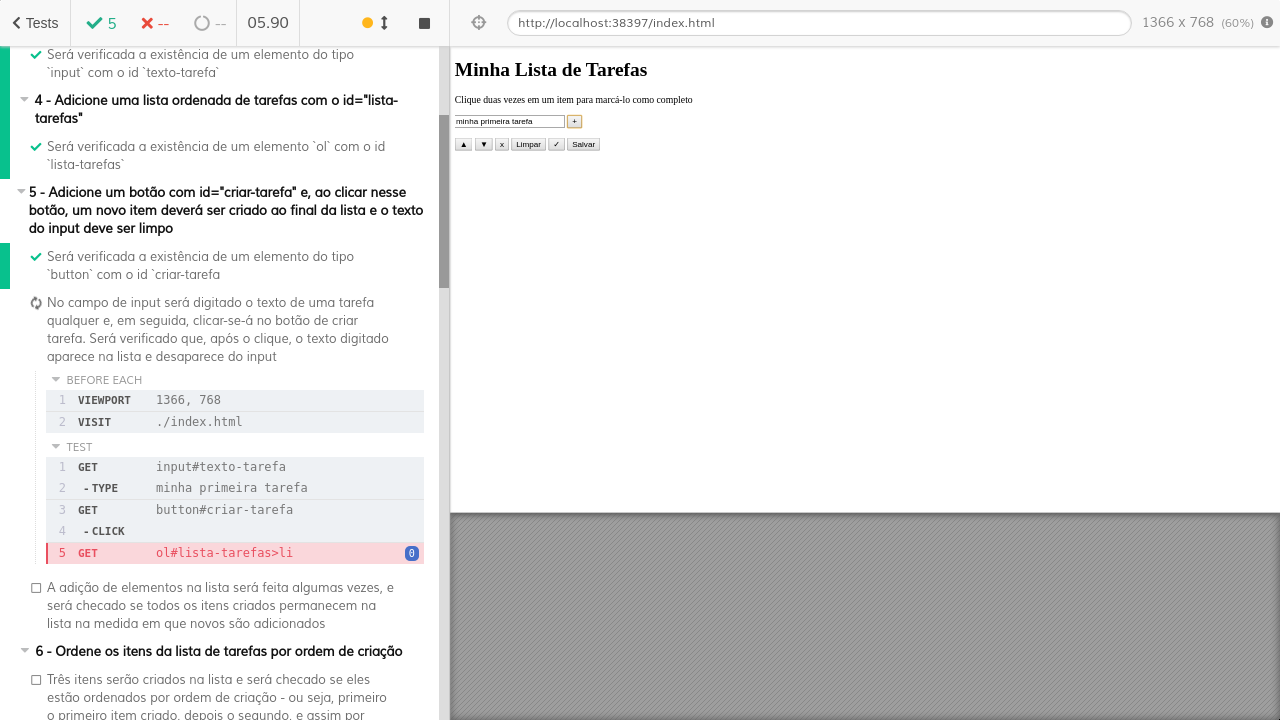 Tests
5
--
--
05.90
http://localhost:38397/index.html
1366 x 768 (60%)
Será verificada a existência de um elemento do tipo
`input` com o id `texto-tarefa`
4 - Adicione uma lista ordenada de tarefas com o id="lista-
tarefas"
Será verificada a existência de um elemento `ol` com o id
`lista-tarefas`
5 - Adicione um botão com id="criar-tarefa" e, ao clicar nesse
botão, um novo item deverá ser criado ao final da lista e o texto
do input deve ser limpo
Será verificada a existência de um elemento do tipo
`button` com o id `criar-tarefa
No campo de input será digitado o texto de uma tarefa
qualquer e, em seguida, clicar-se-á no botão de criar
tarefa. Será verificado que, após o clique, o texto digitado
aparece na lista e desaparece do input
BEFORE EACH
1 VIEWPORT 1366, 768
2 VISIT ./index.html
TEST
1 GET input#texto-tarefa
2 -TYPE minha primeira tarefa
3 GET button#criar-tarefa
4 -CLICK
5 GET ol#lista-tarefas>li 0
A adição de elementos na lista será feita algumas vezes, e
será checado se todos os itens criados permanecem na
lista na medida em que novos são adicionados
6 - Ordene os itens da lista de tarefas por ordem de criação
Três itens serão criados na lista e será checado se eles
estão ordenados por ordem de criação - ou seja, primeiro
o primeiro item criado, depois o segundo, e assim por
Minha Lista de Tarefas
Clique duas vezes em um item para marcá-lo como completo
minha primeira tarefa +
▲ ▼ x Limpar ✓ Salvar